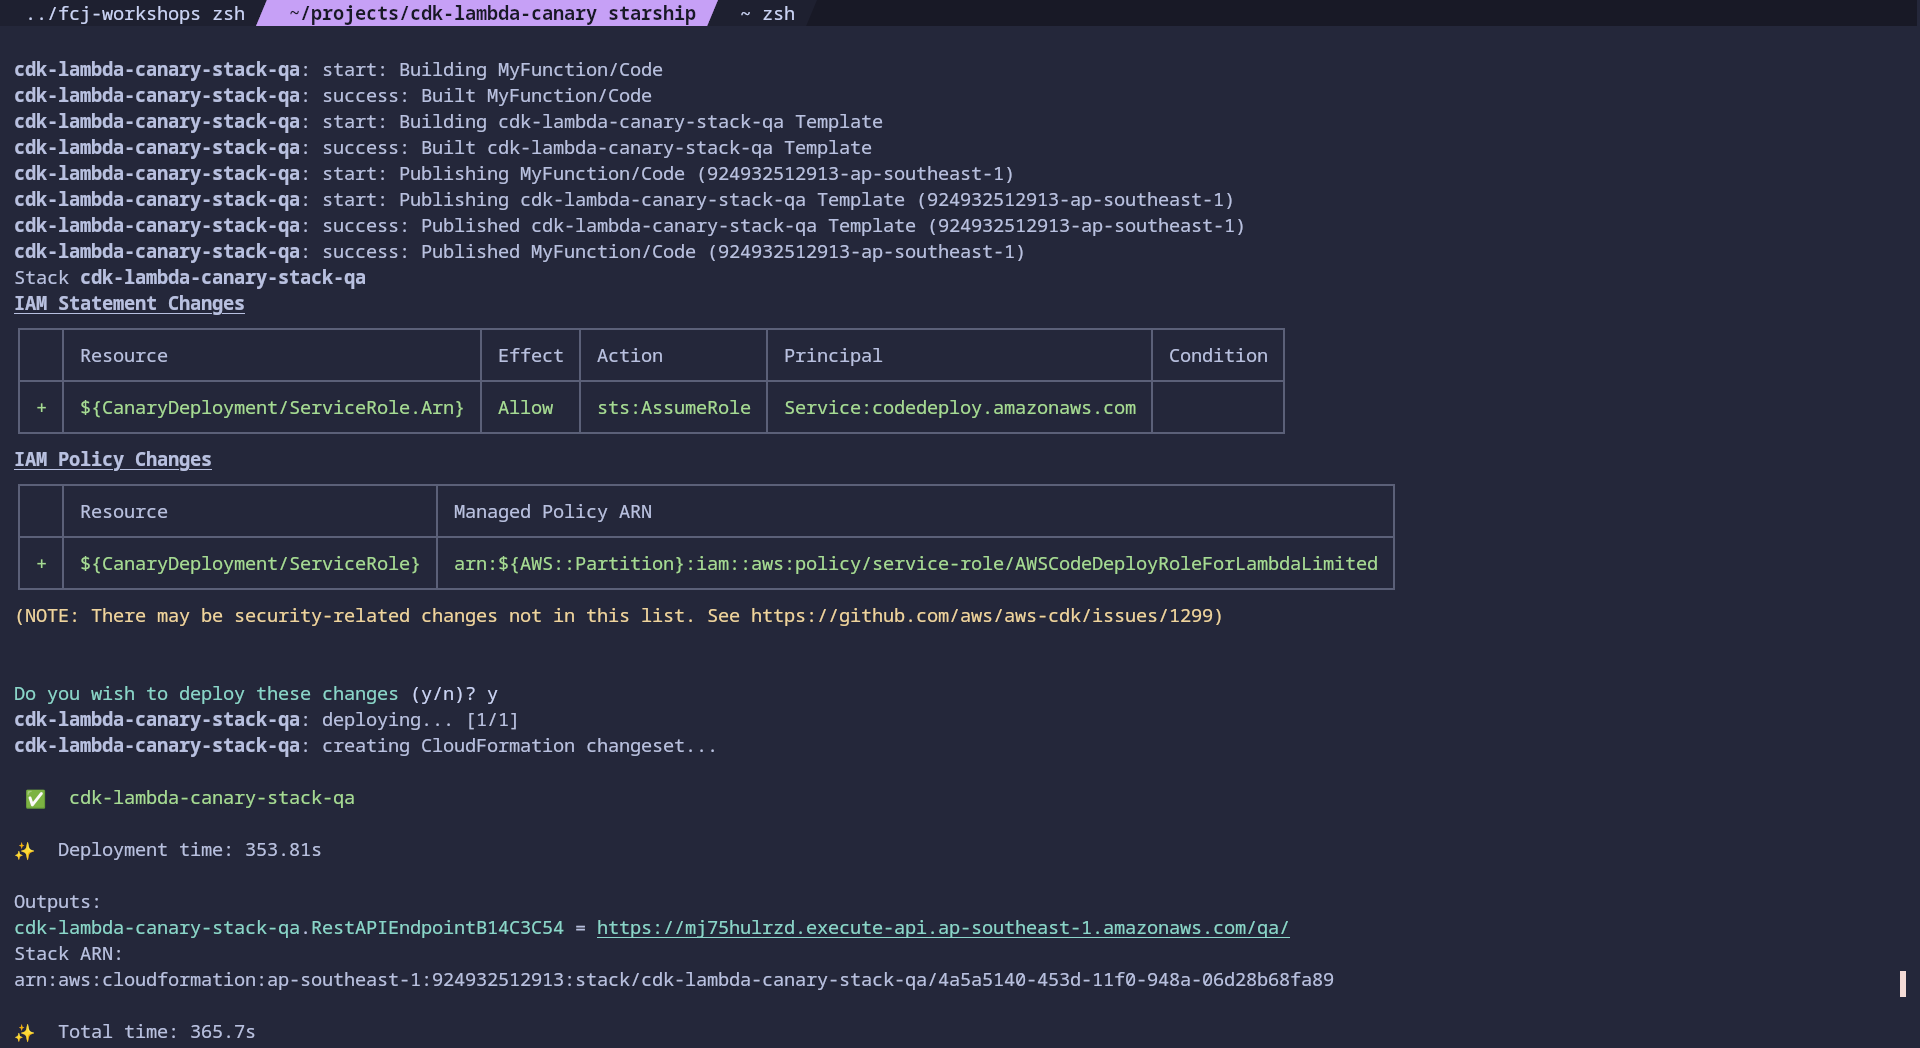 ../fcj-workshops zsh ~/projects/cdk-lambda-canary starship ~ zsh
cdk-lambda-canary-stack-qa: start: Building MyFunction/Code
cdk-lambda-canary-stack-qa: success: Built MyFunction/Code
cdk-lambda-canary-stack-qa: start: Building cdk-lambda-canary-stack-qa Template
cdk-lambda-canary-stack-qa: success: Built cdk-lambda-canary-stack-qa Template
cdk-lambda-canary-stack-qa: start: Publishing MyFunction/Code (924932512913-ap-southeast-1)
cdk-lambda-canary-stack-qa: start: Publishing cdk-lambda-canary-stack-qa Template (924932512913-ap-southeast-1)
cdk-lambda-canary-stack-qa: success: Published cdk-lambda-canary-stack-qa Template (924932512913-ap-southeast-1)
cdk-lambda-canary-stack-qa: success: Published MyFunction/Code (924932512913-ap-southeast-1)
Stack cdk-lambda-canary-stack-qa
IAM Statement Changes
Resource Effect Action Principal Condition
+ ${CanaryDeployment/ServiceRole.Arn} Allow sts:AssumeRole Service:codedeploy.amazonaws.com
IAM Policy Changes
Resource Managed Policy ARN
+ ${CanaryDeployment/ServiceRole} arn:${AWS::Partition}:iam::aws:policy/service-role/AWSCodeDeployRoleForLambdaLimited
(NOTE: There may be security-related changes not in this list. See https://github.com/aws/aws-cdk/issues/1299)
Do you wish to deploy these changes (y/n)? y
cdk-lambda-canary-stack-qa: deploying... [1/1]
cdk-lambda-canary-stack-qa: creating CloudFormation changeset...
✅ cdk-lambda-canary-stack-qa
✨ Deployment time: 353.81s
Outputs:
cdk-lambda-canary-stack-qa.RestAPIEndpointB14C3C54 = https://mj75hulrzd.execute-api.ap-southeast-1.amazonaws.com/qa/
Stack ARN:
arn:aws:cloudformation:ap-southeast-1:924932512913:stack/cdk-lambda-canary-stack-qa/4a5a5140-453d-11f0-948a-06d28b68fa89
✨ Total time: 365.7s